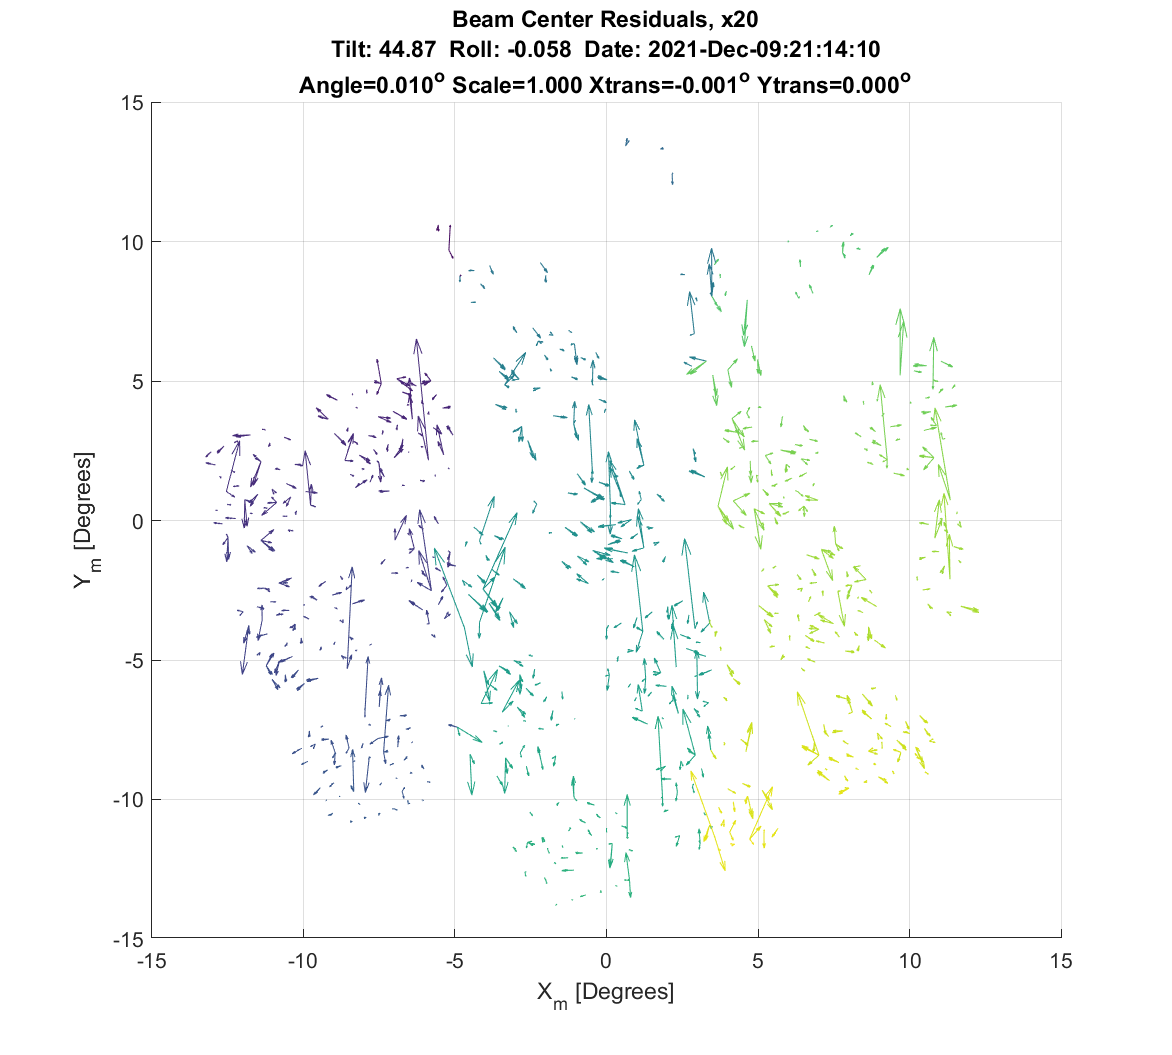 Beam Center Residuals, x20
Tilt: 44.87 Roll: -0.058 Date: 2021-Dec-09:21:14:10
Angle=0.010° Scale=1.000 Xtrans=-0.001° Ytrans=0.000°
15
10
5
0
-5
-10
-15
Y_m [Degrees]
-15 -10 -5 0 5 10 15
X_m [Degrees]